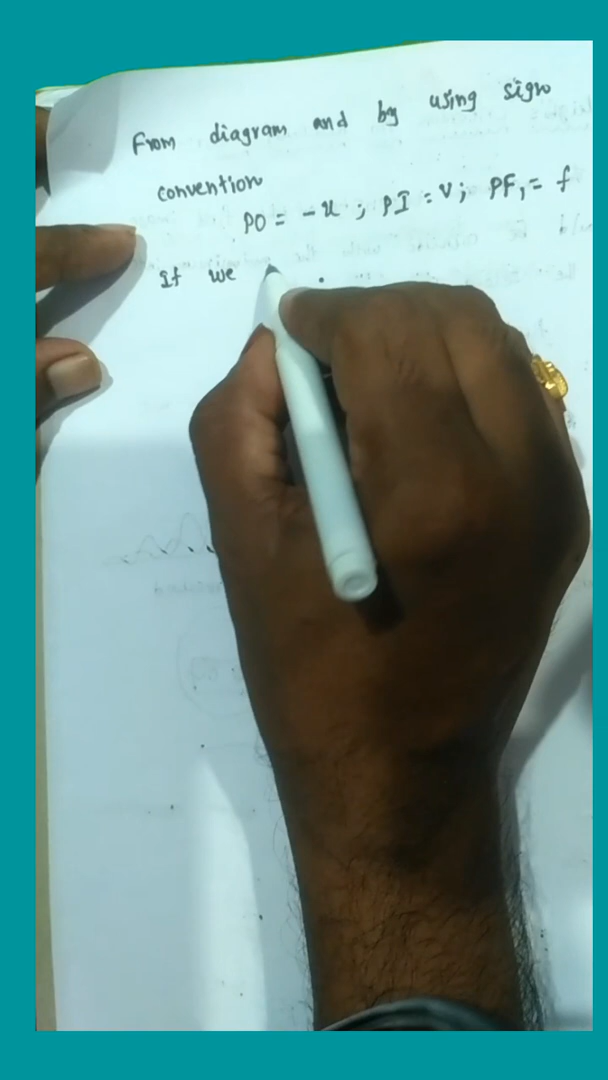 From diagram and by using sign
convention
PO = -u ; PI = v ; PF₁ = f
If we